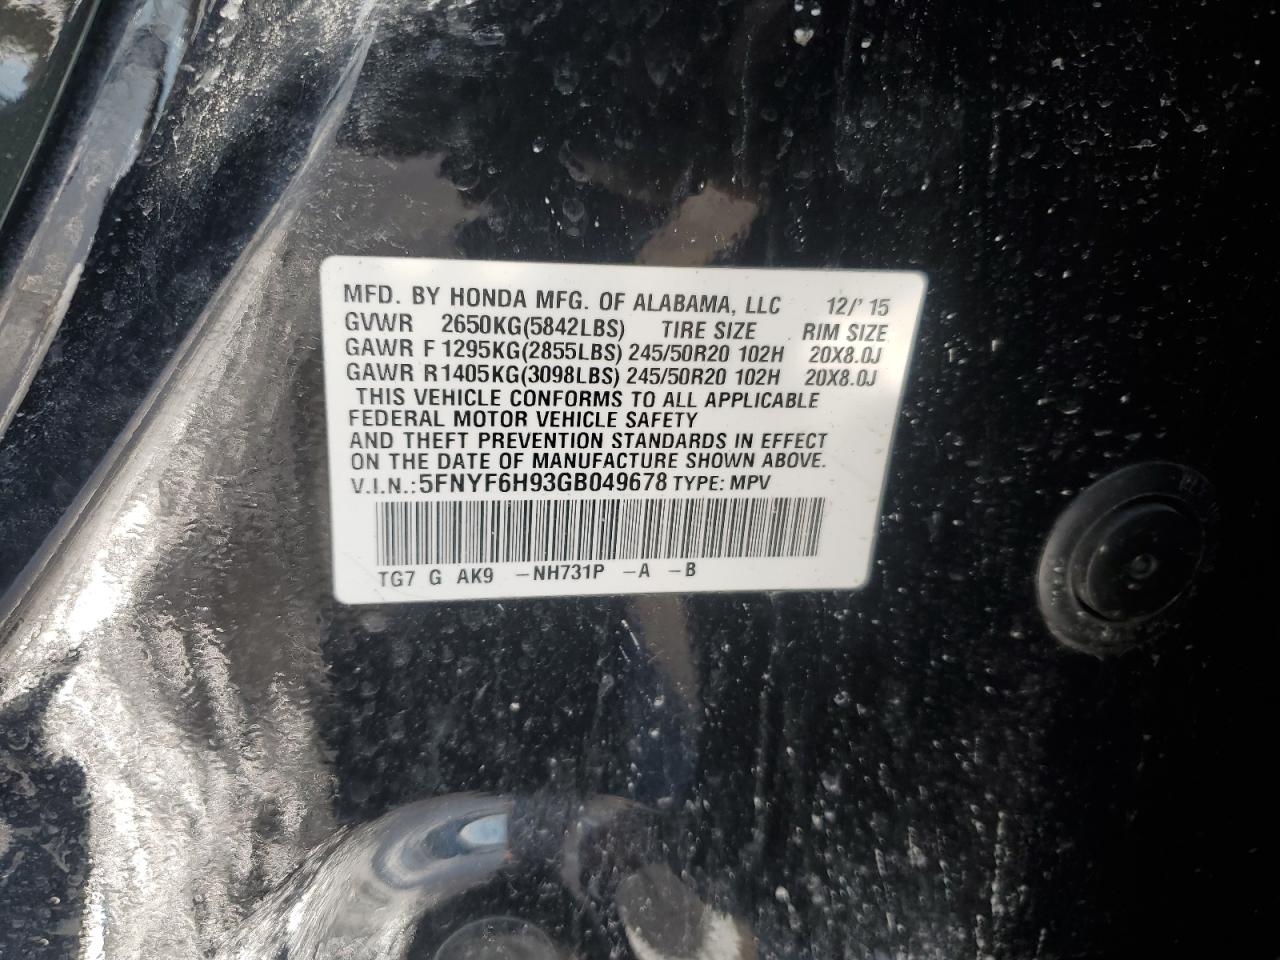 MFD. BY HONDA MFG. OF ALABAMA, LLC 12/'15
GVWR 2650KG(5842LBS) TIRE SIZE RIM SIZE
GAWR F 1295KG(2855LBS) 245/50R20 102H 20X8.0J
GAWR R1405KG(3098LBS) 245/50R20 102H 20X8.0J
THIS VEHICLE CONFORMS TO ALL APPLICABLE
FEDERAL MOTOR VEHICLE SAFETY
AND THEFT PREVENTION STANDARDS IN EFFECT
ON THE DATE OF MANUFACTURE SHOWN ABOVE.
V.I.N.:5FNYF6H93GB049678 TYPE: MPV
TG7 G AK9 -NH731P -A -B